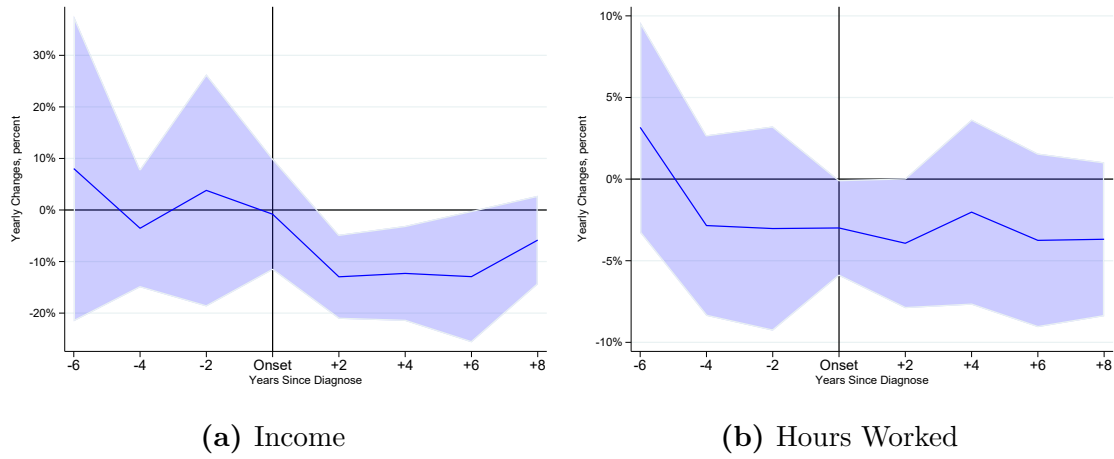 30%
20%
10%
0%
-10%
-20%
Yearly Changes, percent
-6 -4 -2 Onset +2 +4 +6 +8
Years Since Diagnose
(a) Income
10%
5%
0%
-5%
-10%
Yearly Changes, percent
-6 -4 -2 Onset +2 +4 +6 +8
Years Since Diagnose
(b) Hours Worked